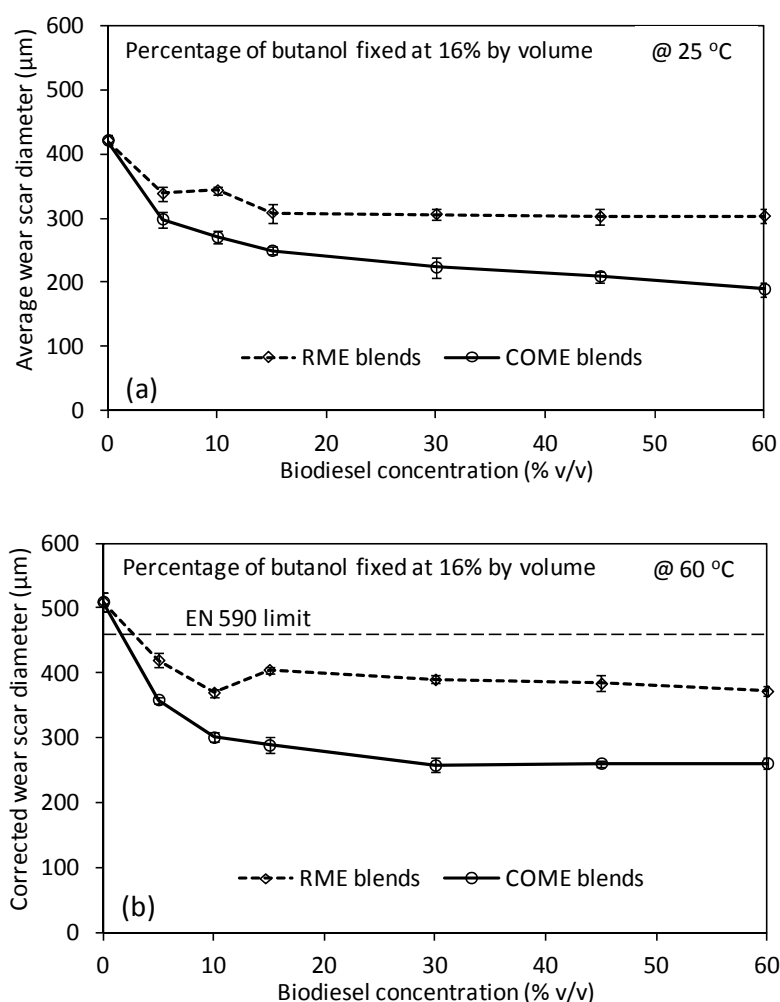 600
500
400
300
200
100
0
Average wear scar diameter (µm)
Percentage of butanol fixed at 16% by volume @ 25 ºC
RME blends COME blends
(a)
0 10 20 30 40 50 60
Biodiesel concentration (% v/v)
600
500
400
300
200
100
0
Corrected wear scar diameter (µm)
Percentage of butanol fixed at 16% by volume @ 60 ºC
EN 590 limit
RME blends COME blends
(b)
0 10 20 30 40 50 60
Biodiesel concentration (% v/v)